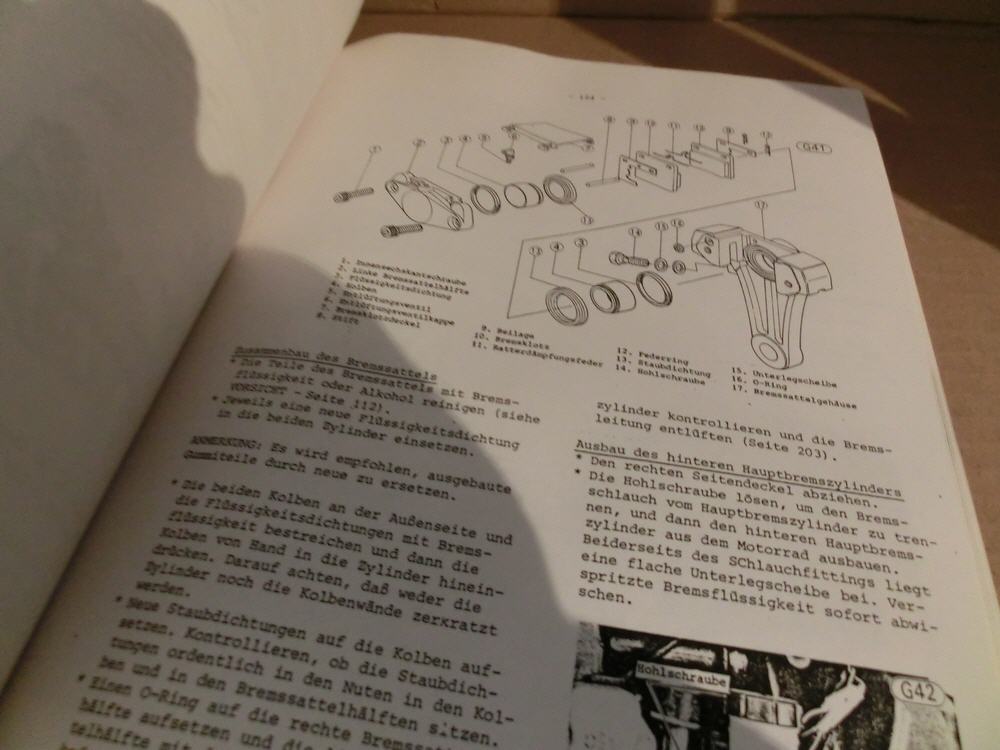 G41
1. Innensechskantschraube
2. Linke Bremssattelhälfte
3. Flüssigkeitsdichtung
4. Kolben
5. Entlüftungsventil
6. Entlüftungsventilkappe
7. Bremsklotzdeckel
8. Stift
9. Beilage
10. Bremsklotz
11. Ratterdämpfungsfeder
12. Federring
13. Staubdichtung
14. Hohlschraube
15. Unterlegscheibe
16. O-Ring
17. Bremssattelgehäuse
Zusammenbau des Bremssattels
* Die Teile des Bremssattels mit Brems-
flüssigkeit oder Alkohol reinigen (siehe
VORSICHT - Seite 112).
* Jeweils eine neue Flüssigkeitsdichtung
in die beiden Zylinder einsetzen.
ANMERKUNG: Es wird empfohlen, ausgebaute
Gummiteile durch neue zu ersetzen.
* Die beiden Kolben an der Außenseite und
die Flüssigkeitsdichtungen mit Brems-
flüssigkeit bestreichen und dann die
Kolben von Hand in die Zylinder hinein-
drücken. Darauf achten, daß weder die
Zylinder noch die Kolbenwände zerkratzt
werden.
* Neue Staubdichtungen auf die Kolben auf-
setzen. Kontrollieren, ob die Staubdich-
tungen ordentlich in den Nuten in den Kol-
ben und in den Bremssattelhälften sitzen.
* Einen O-Ring auf die rechte Bremssat
hälfte aufsetzen und die
telhälfte mit
zylinder kontrollieren und die Brems-
leitung entlüften (Seite 203).
Ausbau des hinteren Hauptbremszylinders
* Den rechten Seitendeckel abziehen.
* Die Hohlschraube lösen, um den Brems-
schlauch vom Hauptbremszylinder zu tren-
nen, und dann den hinteren Hauptbrems-
zylinder aus dem Motorrad ausbauen.
Beiderseits des SChlauchfittings liegt
eine flache Unterlegscheibe bei. Ver-
spritzte Bremsflüssigkeit sofort abwi-
schen.
Hohlschraube
G42